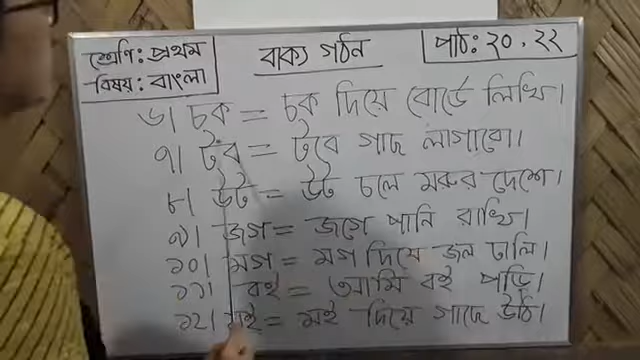 শ্রেণি: প্রথম
বিষয়: বাংলা
বাক্য গঠন
পাঠ: ২০, ২২
৬। চক = চক দিয়ে বোর্ডে লিখি।
৭। টব = টবে গাছ লাগাবো।
৮। উট = উট চলে মরুর দেশে।
৯। জগ = জগে পানি রাখি।
১০। মগ = মগ দিয়ে জল ঢালি।
১১। বই = আমি বই পড়ি।
১২। মই = মই দিয়ে গাছে উঠি।